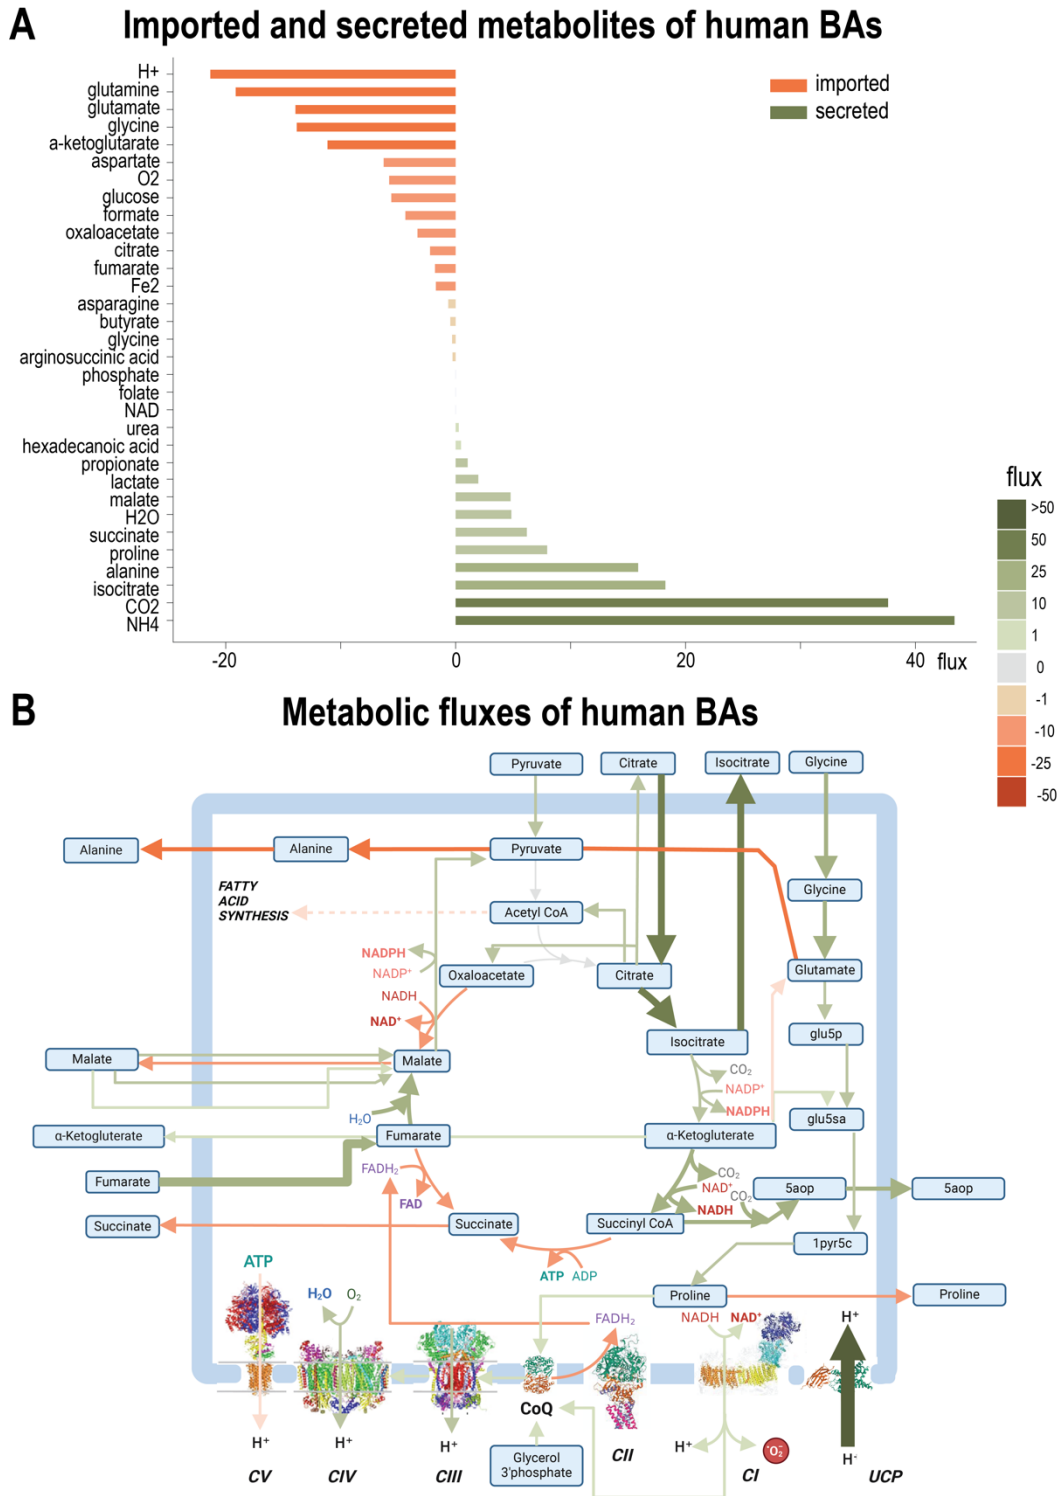 A
Imported and secreted metabolites of human BAs
H+
glutamine
glutamate
glycine
a-ketoglutarate
aspartate
O2
glucose
formate
oxaloacetate
citrate
fumarate
Fe2
asparagine
butyrate
glycine
arginosuccinic acid
phosphate
folate
NAD
urea
hexadecanoic acid
propionate
lactate
malate
H2O
succinate
proline
alanine
isocitrate
CO2
NH4
imported
secreted
-20
0
20
40
flux
flux
>50
50
25
10
1
0
-1
-10
-25
-50
B
Metabolic fluxes of human BAs
Pyruvate
Citrate
Isocitrate
Glycine
Alanine
Alanine
Pyruvate
Glycine
FATTY
ACID
SYNTHESIS
Acetyl CoA
NADPH
NADP⁺
Oxaloacetate
Citrate
Glutamate
NADH
NAD⁺
glu5p
Isocitrate
Malate
Malate
CO₂
NADP⁺
NADPH
H₂O
glu5sa
α-Ketogluterate
Fumarate
α-Ketogluterate
FADH₂
FAD
CO₂
NAD⁺
CO₂
NADH
Fumarate
5aop
5aop
Succinate
Succinate
Succinyl CoA
1pyr5c
ATP
ATP
ADP
H₂O
O₂
Proline
Proline
FADH₂
NADH
NAD⁺
H⁺
CoQ
H⁺
H⁺
H⁺
Glycerol
3'phosphate
CII
H⁺
·O₂⁻
H⁺
CV
CIV
CIII
CI
UCP